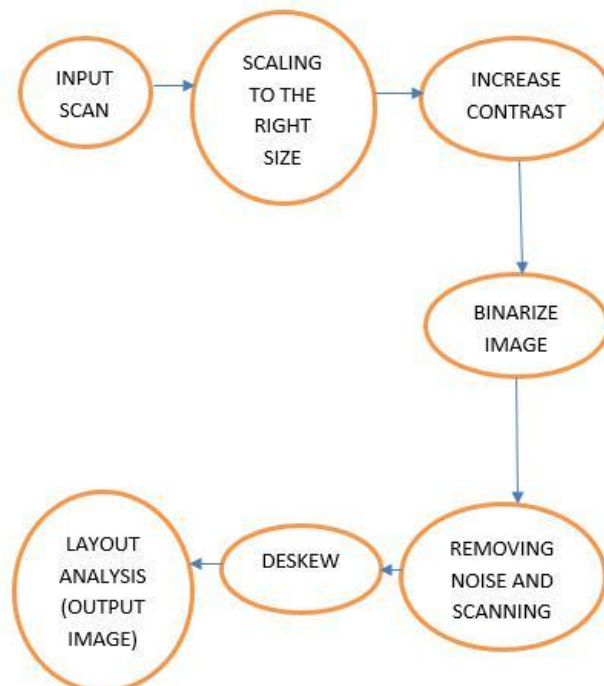 INPUT
SCAN
SCALING
TO THE
RIGHT
SIZE
INCREASE
CONTRAST
BINARIZE
IMAGE
REMOVING
NOISE AND
SCANNING
DESKEW
LAYOUT
ANALYSIS
(OUTPUT
IMAGE)